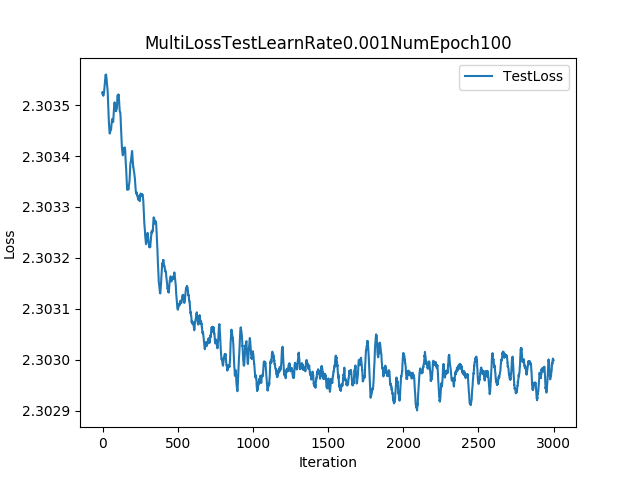 MultiLossTestLearnRate0.001NumEpoch100
TestLoss
2.3035
2.3034
2.3033
2.3032
2.3031
2.3030
2.3029
Loss
0 500 1000 1500 2000 2500 3000
Iteration